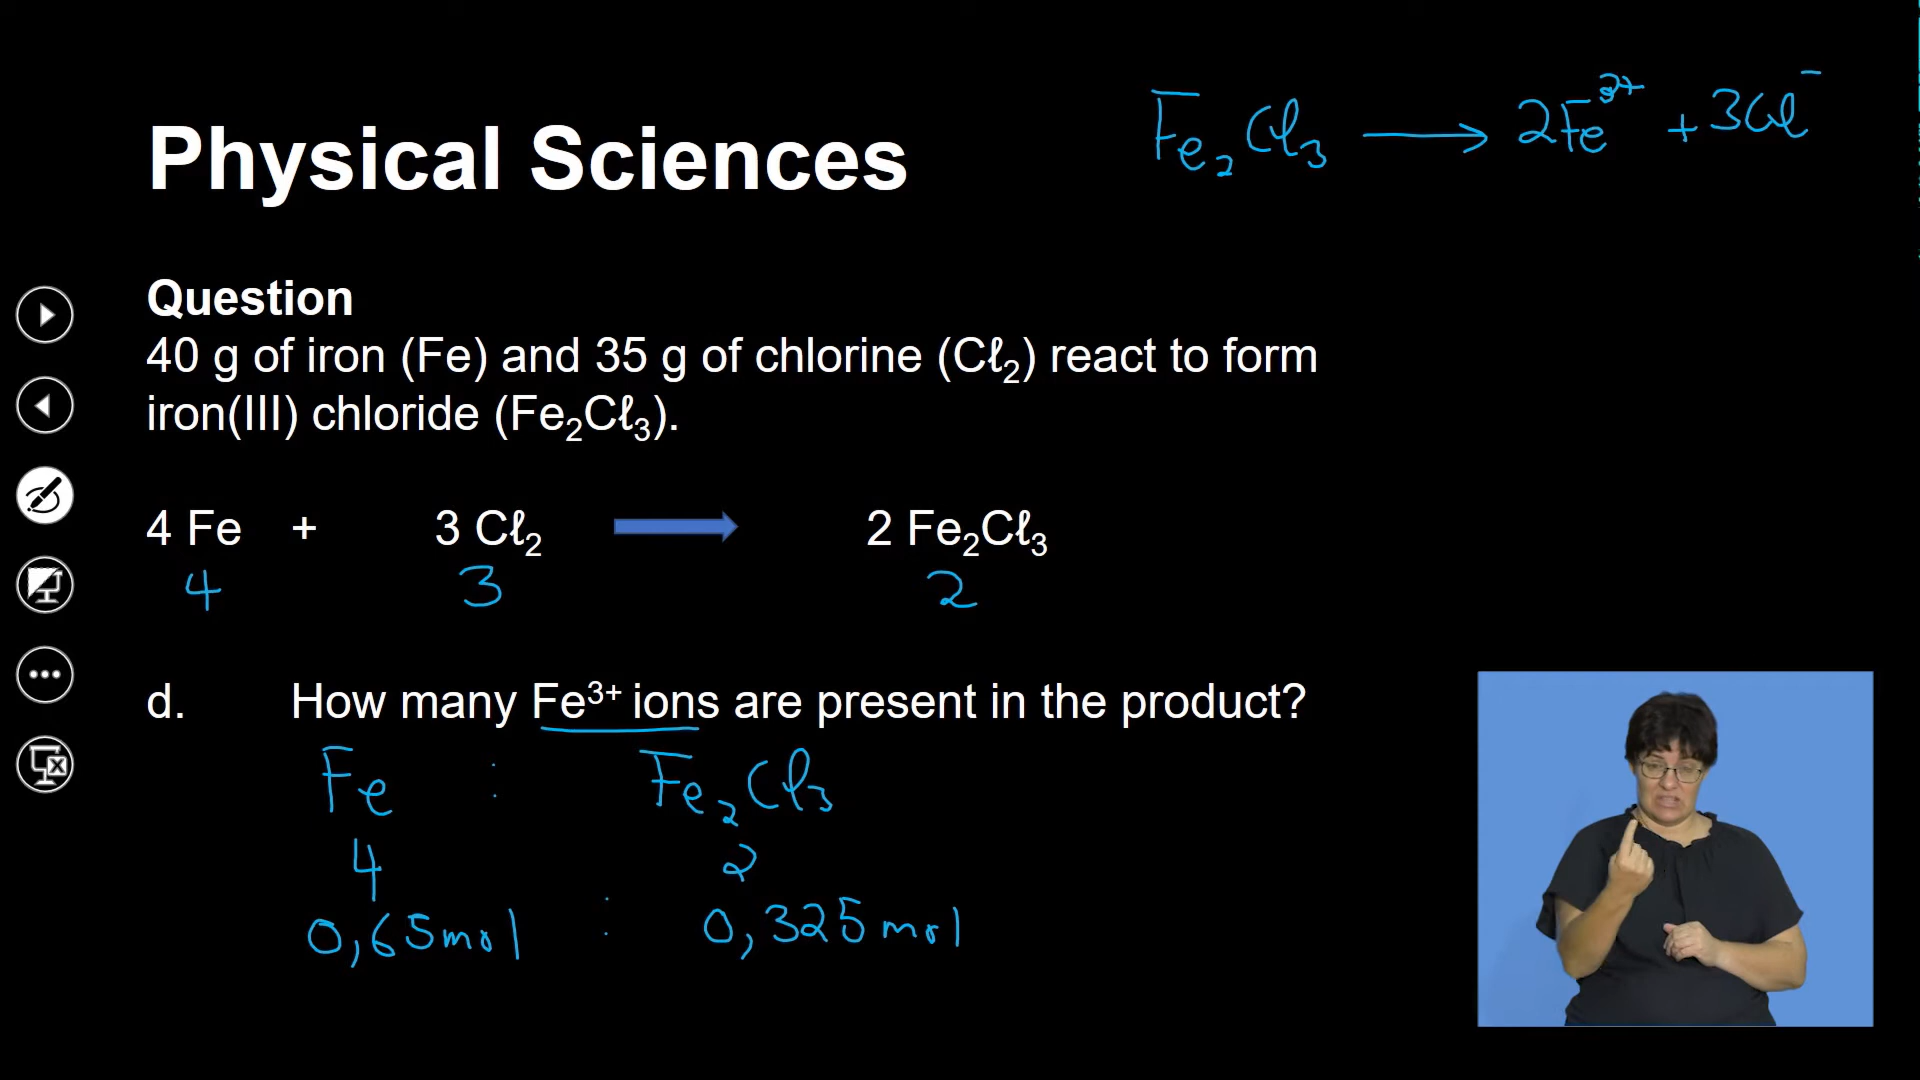 Fe₂Cl₃ → 2Fe³⁺ + 3Cl⁻
Physical Sciences
Question
40 g of iron (Fe) and 35 g of chlorine (Cℓ₂) react to form
iron(III) chloride (Fe₂Cℓ₃).
4 Fe + 3 Cℓ₂ 2 Fe₂Cℓ₃
4 3 2
d. How many Fe³⁺ ions are present in the product?
Fe : Fe₂Cl₃
4 2
0,65mol : 0,325mol